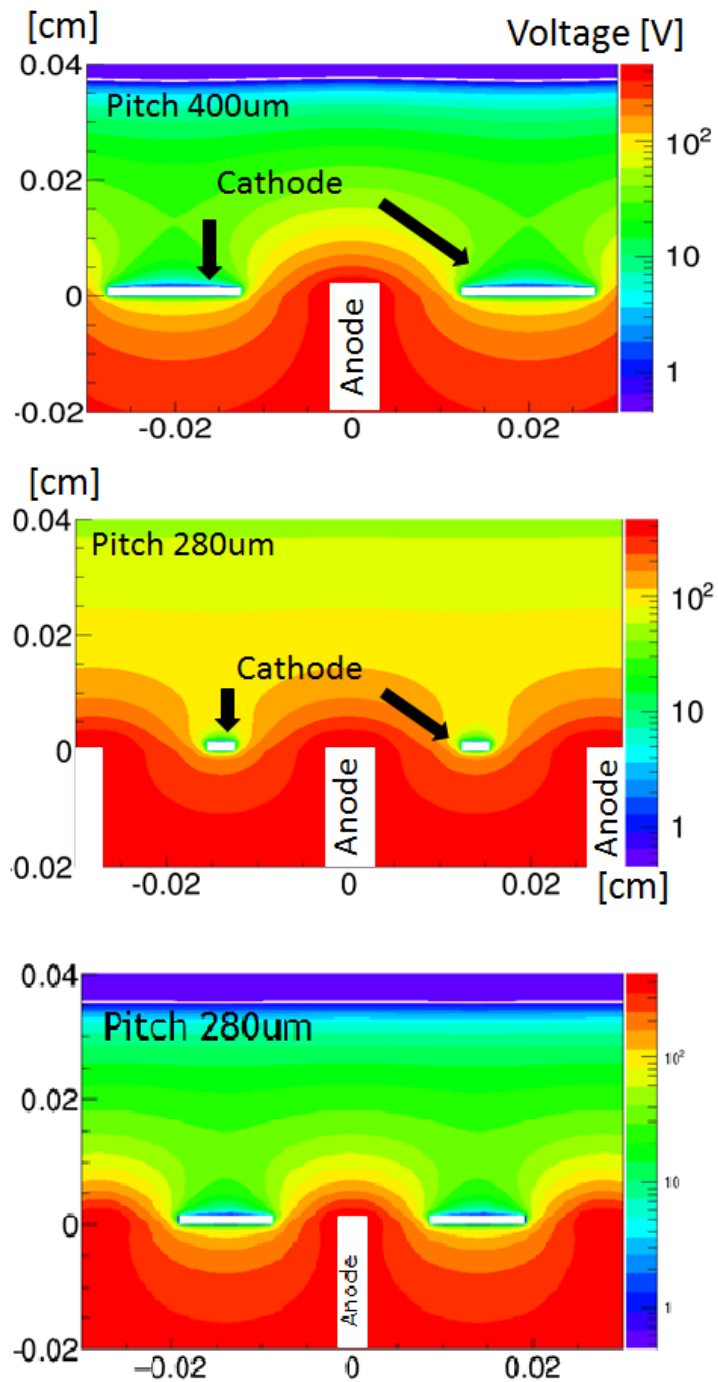 [cm]
Voltage [V]
0.04
Pitch 400um
10²
0.02
Cathode
10
0
Anode
1
-0.02
-0.02 0 0.02
[cm]
0.04
Pitch 280um
10²
0.02
Cathode
10
0
Anode
Anode
1
-0.02
-0.02 0 0.02
[cm]
0.04
Pitch 280um
10²
0.02
10
0
Anode
1
-0.02
-0.02 0 0.02